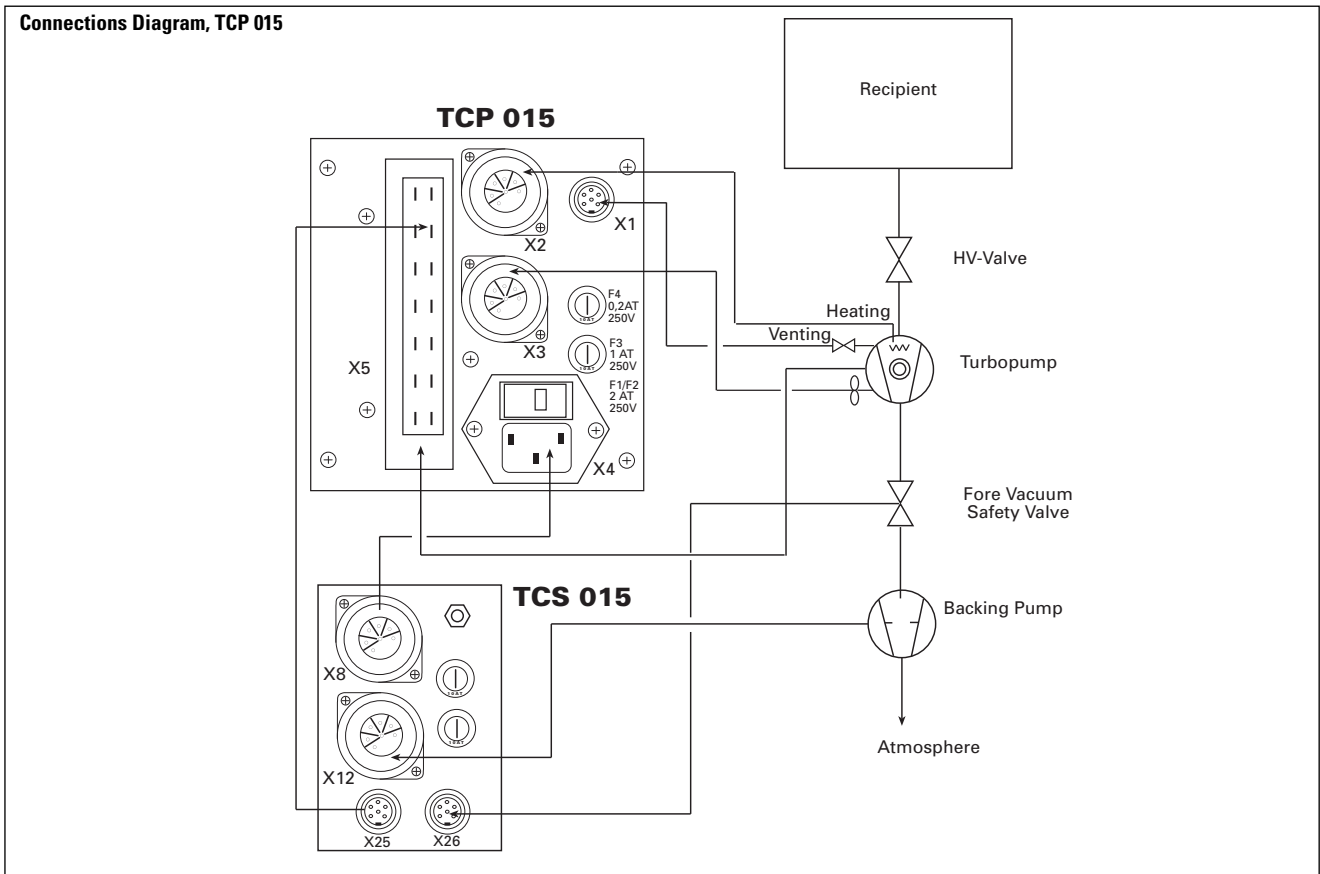 Connections Diagram, TCP 015
Recipient
TCP 015
X2
X1
HV-Valve
F4
0,2AT
250V
Heating
Venting
X5
X3
F3
1 AT
250V
Turbopump
F1/F2
2 AT
250V
X4
Fore Vacuum
Safety Valve
TCS 015
Backing Pump
X8
X12
Atmosphere
X25
X26